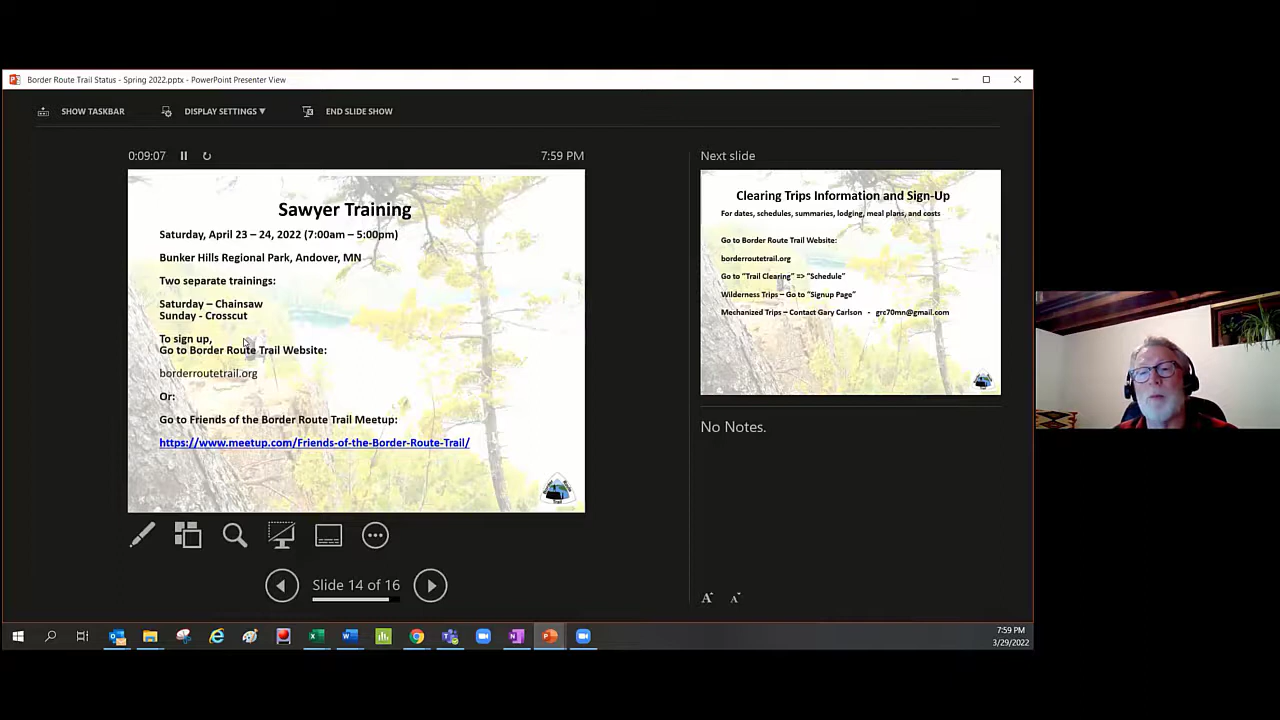 Border Route Trail Status - Spring 2022.pptx - PowerPoint Presenter View
SHOW TASKBAR
DISPLAY SETTINGS ▼
END SLIDE SHOW
0:09:07
7:59 PM
Sawyer Training
Saturday, April 23 – 24, 2022 (7:00am – 5:00pm)
Bunker Hills Regional Park, Andover, MN
Two separate trainings:
Saturday – Chainsaw
Sunday - Crosscut
To sign up,
Go to Border Route Trail Website:
borderroutetrail.org
Or:
Go to Friends of the Border Route Trail Meetup:
https://www.meetup.com/Friends-of-the-Border-Route-Trail/
Slide 14 of 16
Next slide
Clearing Trips Information and Sign-Up
For dates, schedules, summaries, lodging, meal plans, and costs
Go to Border Route Trail Website:
borderroutetrail.org
Go to “Trail Clearing” => “Schedule”
Wilderness Trips – Go to “Signup Page”
Mechanized Trips – Contact Gary Carlson - grc70mn@gmail.com
No Notes.
7:59 PM
3/29/2022